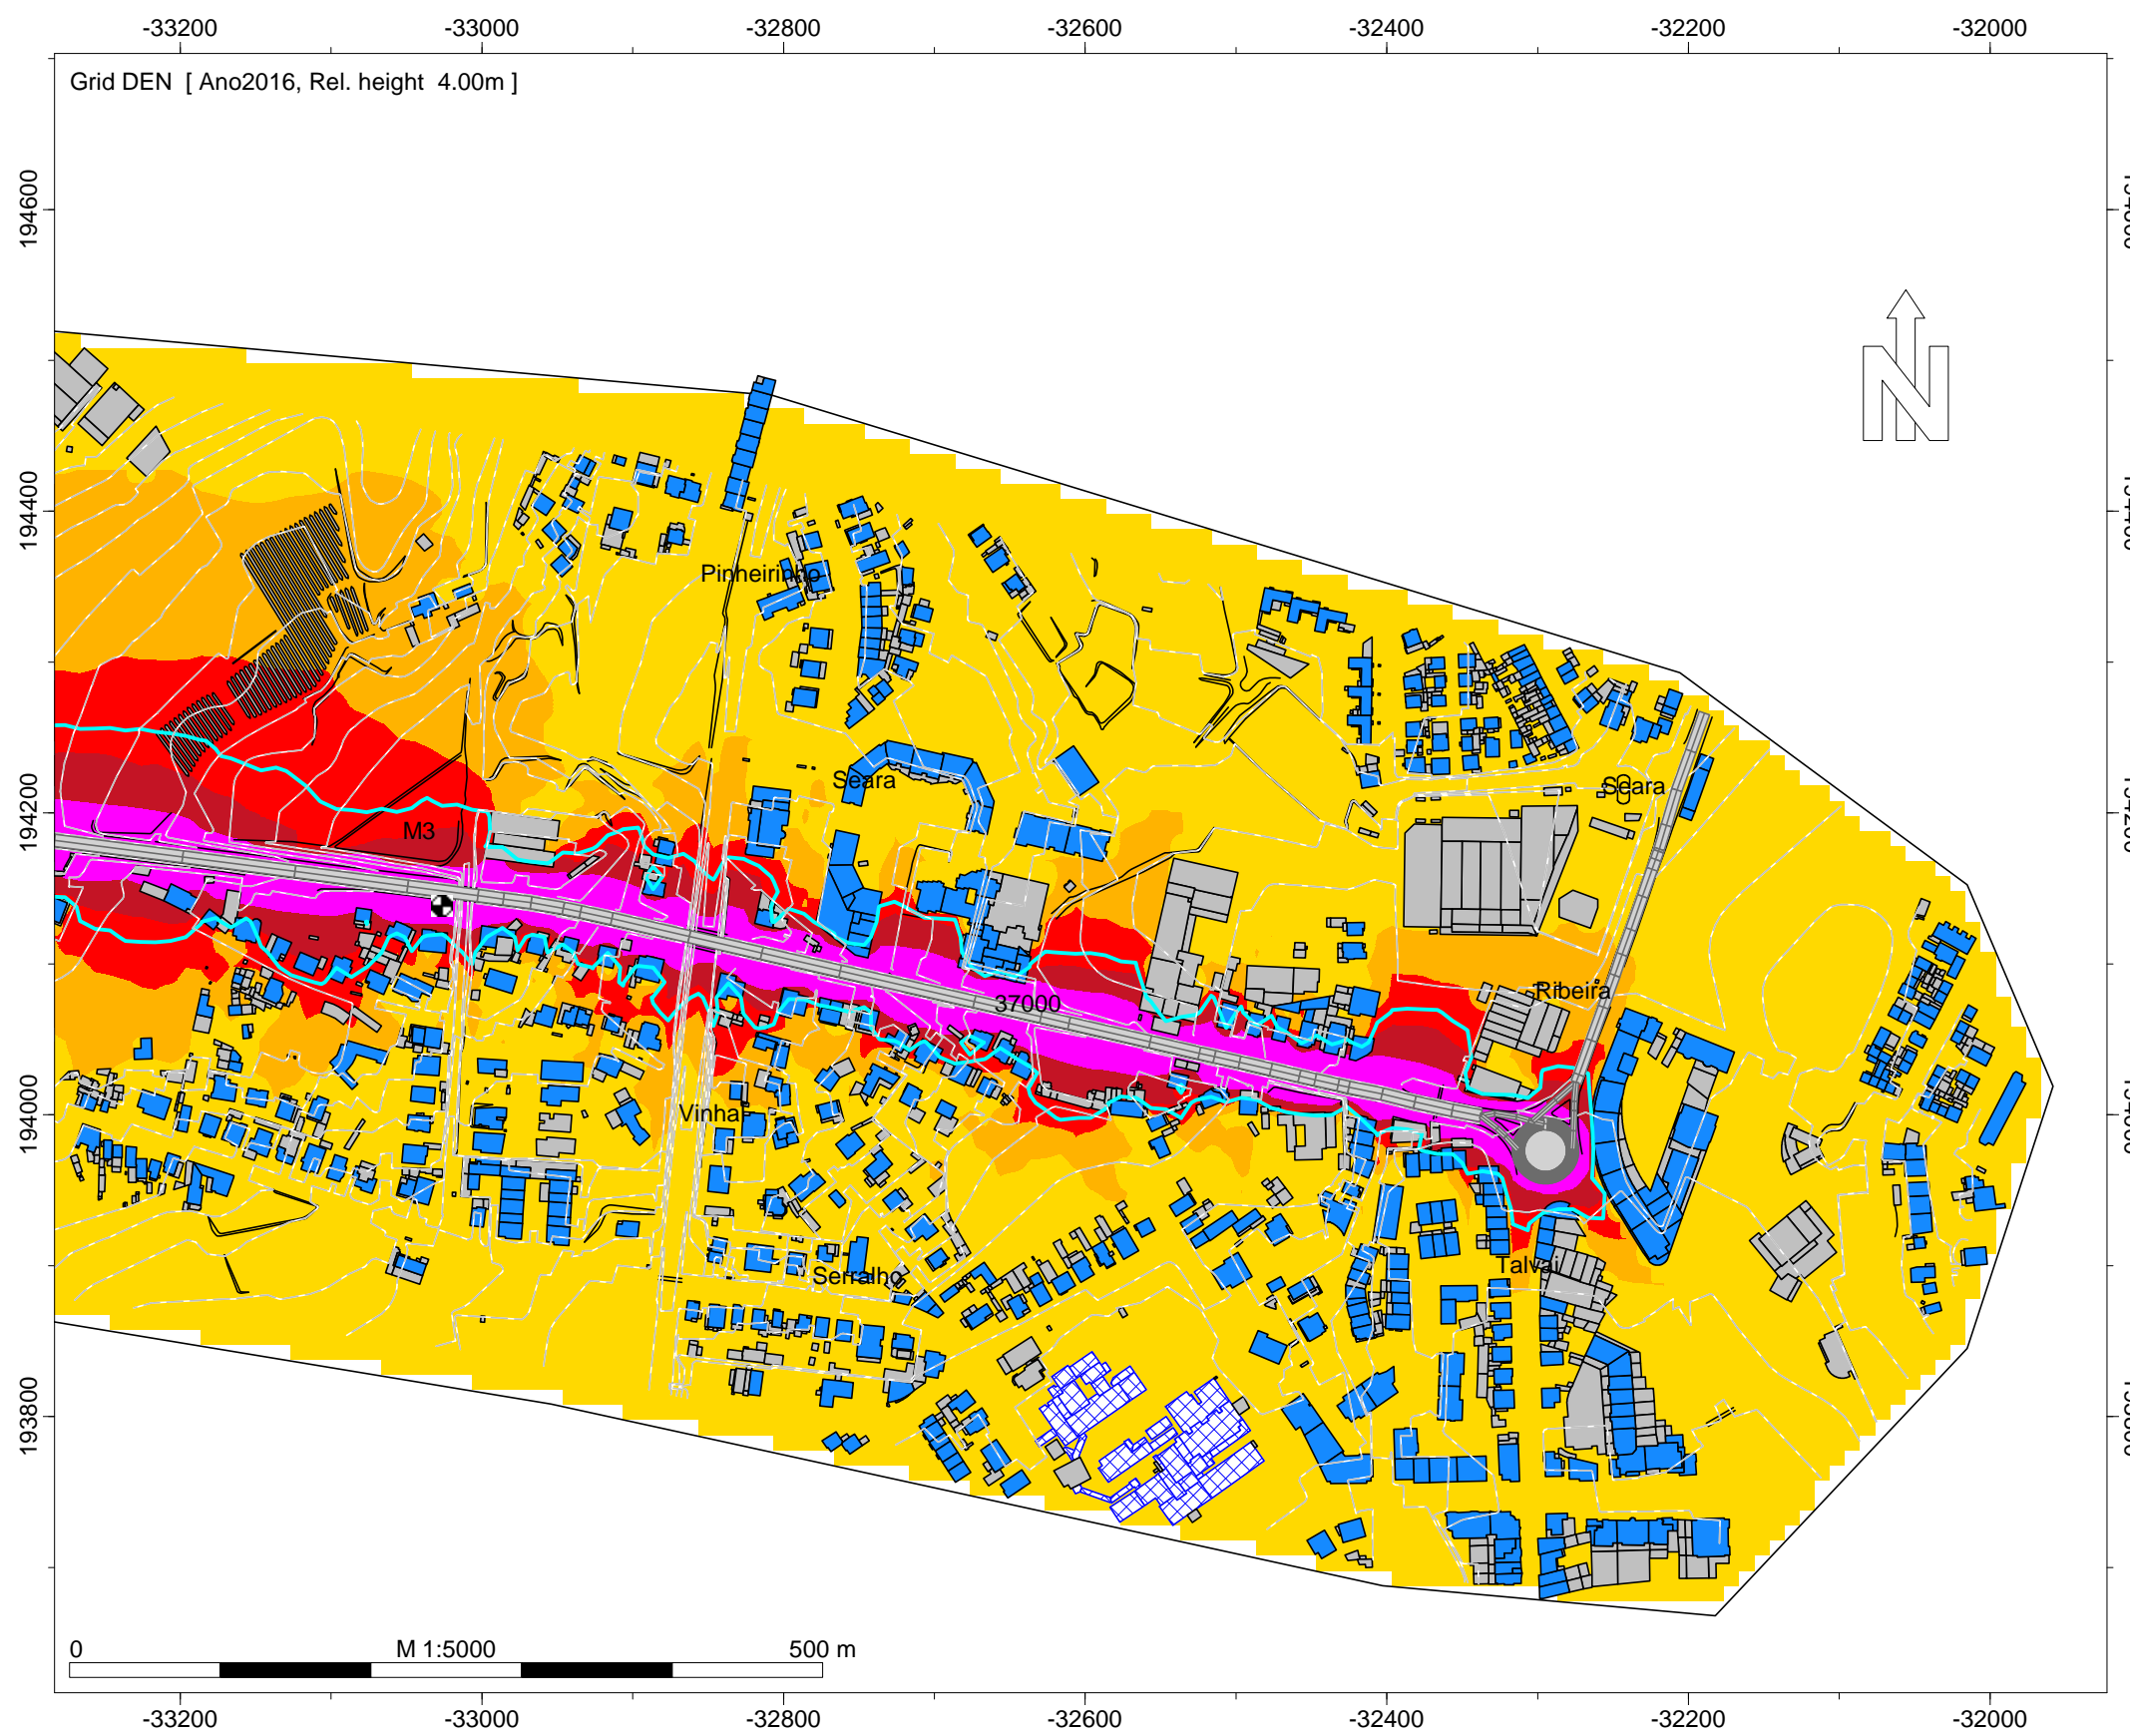 -33200 -33000 -32800 -32600 -32400 -32200 -32000
Grid DEN [ Ano2016, Rel. height 4.00m ]
194600
N
194400
Pinheirinho
Seara
Seara
194200
M3
Ribeira
37000
194000
Vinha
Talvai
Serralho
193800
0 M 1:5000 500 m
-33200 -33000 -32800 -32600 -32400 -32200 -32000